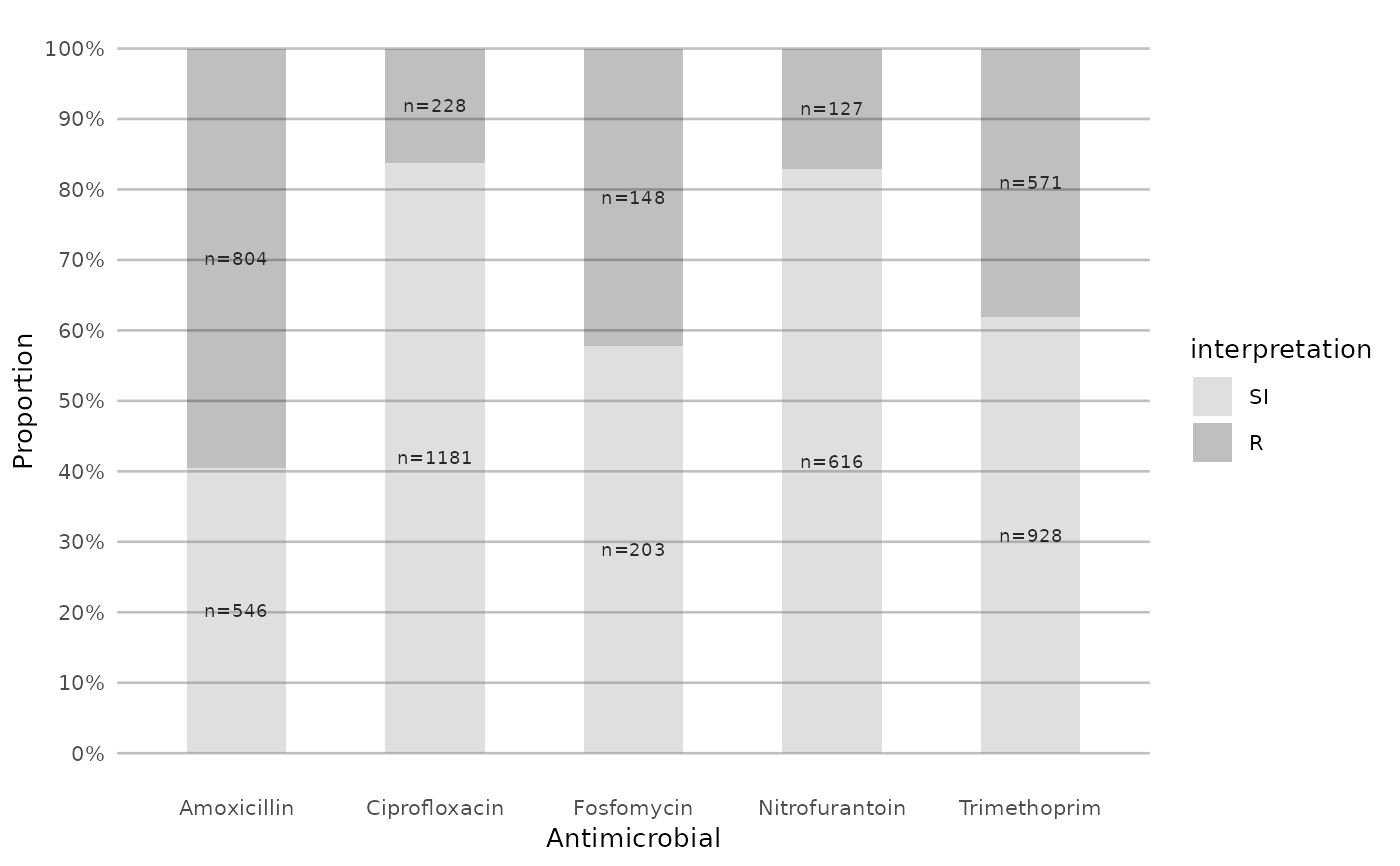 100%
90%
80%
70%
60%
50%
40%
30%
20%
10%
0%
Proportion
n=804
n=546
n=228
n=1181
n=148
n=203
n=127
n=616
n=571
n=928
Amoxicillin
Ciprofloxacin
Fosfomycin
Nitrofurantoin
Trimethoprim
Antimicrobial
interpretation
SI
R